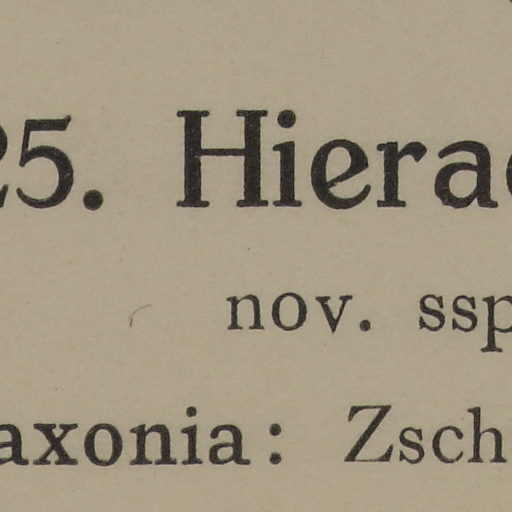 25. Hierac
nov. ssp
axonia: Zsch